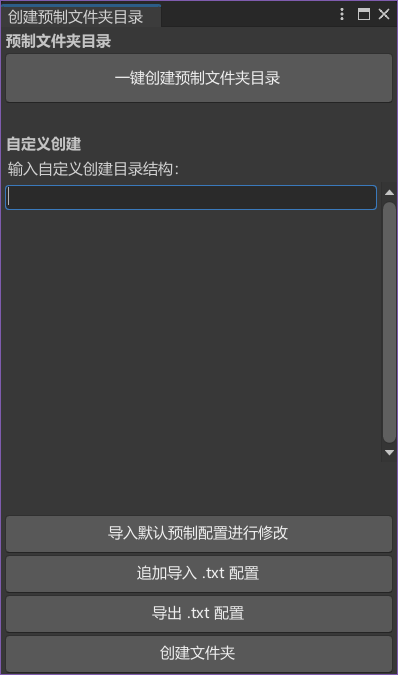 创建预制文件夹目录
预制文件夹目录
一键创建预制文件夹目录
自定义创建
输入自定义创建目录结构：
导入默认预制配置进行修改
追加导入 .txt 配置
导出 .txt 配置
创建文件夹